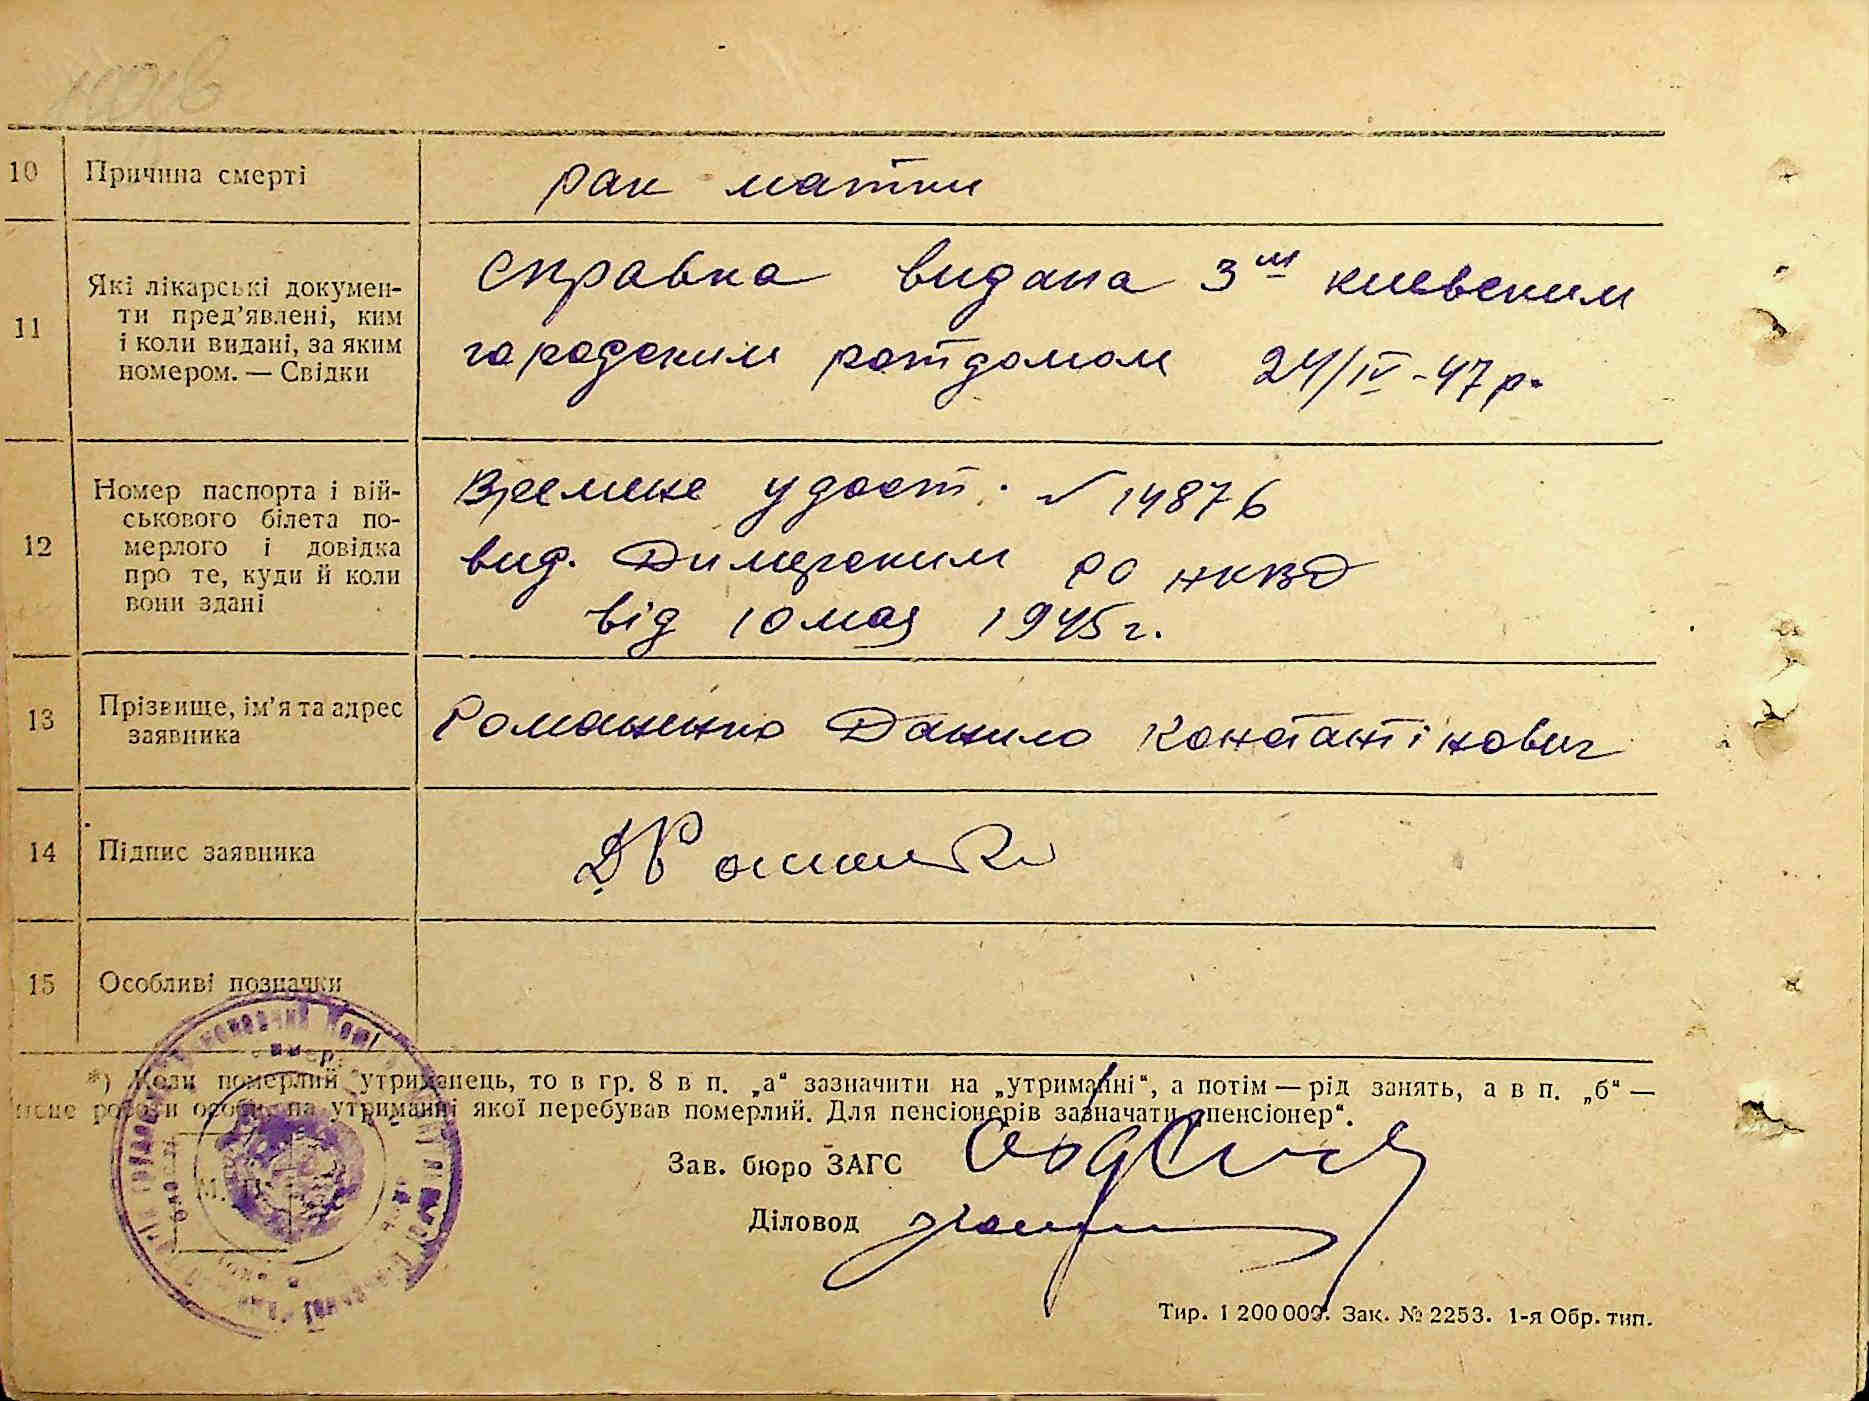 10 Причина смерті рак матки
11 Які лікарські докумен-
ти пред’явлені, ким
і коли видані, за яким
номером. — Свідки
Справка видана 3м киевским
городским ротдомом 24/IV-47р.
12 Номер паспорта і вій-
ськового білета по-
мерлого і довідка
про те, куди й коли
вони здані
Времене удост. № 14876
вид. Димерским РО НКВД
від 10 мая 1945 г.
13 Прізвище, ім’я та адрес
заявника
Романенко Данило Константінович
14 Підпис заявника
15 Особливі позначки
*) Коли померлий утриманець, то в гр. 8 в п. „а“ зазначити на „утриманні“, а потім — рід занять, а в п. „б“ —
місце роботи особи, на утриманні якої перебував померлий. Для пенсіонерів зазначати „пенсіонер“.
М. П.
Зав. бюро ЗАГС
Діловод
Тир. 1 200 000. Зак. № 2253. 1-я Обр. тип.